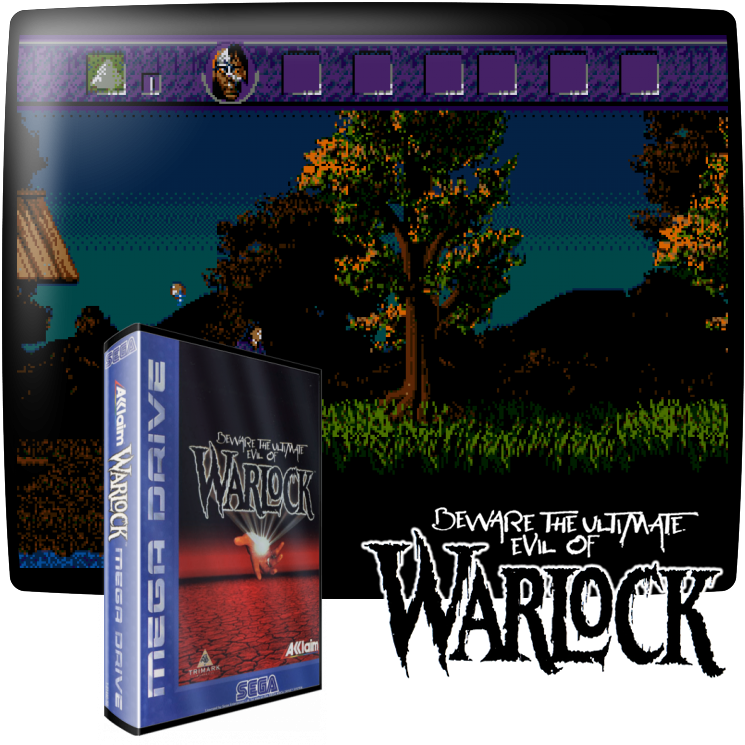 1
SEGA
AKKlaim
WARLOCK
MEGA DRIVE
MEGA DRIVE
BEWARE THE ULTIMATE
EVIL OF
WARLOCK
TRIMARK
AKKlaim
SEGA
BEWARE THE ULTIMATE
EVIL OF
WARLOCK